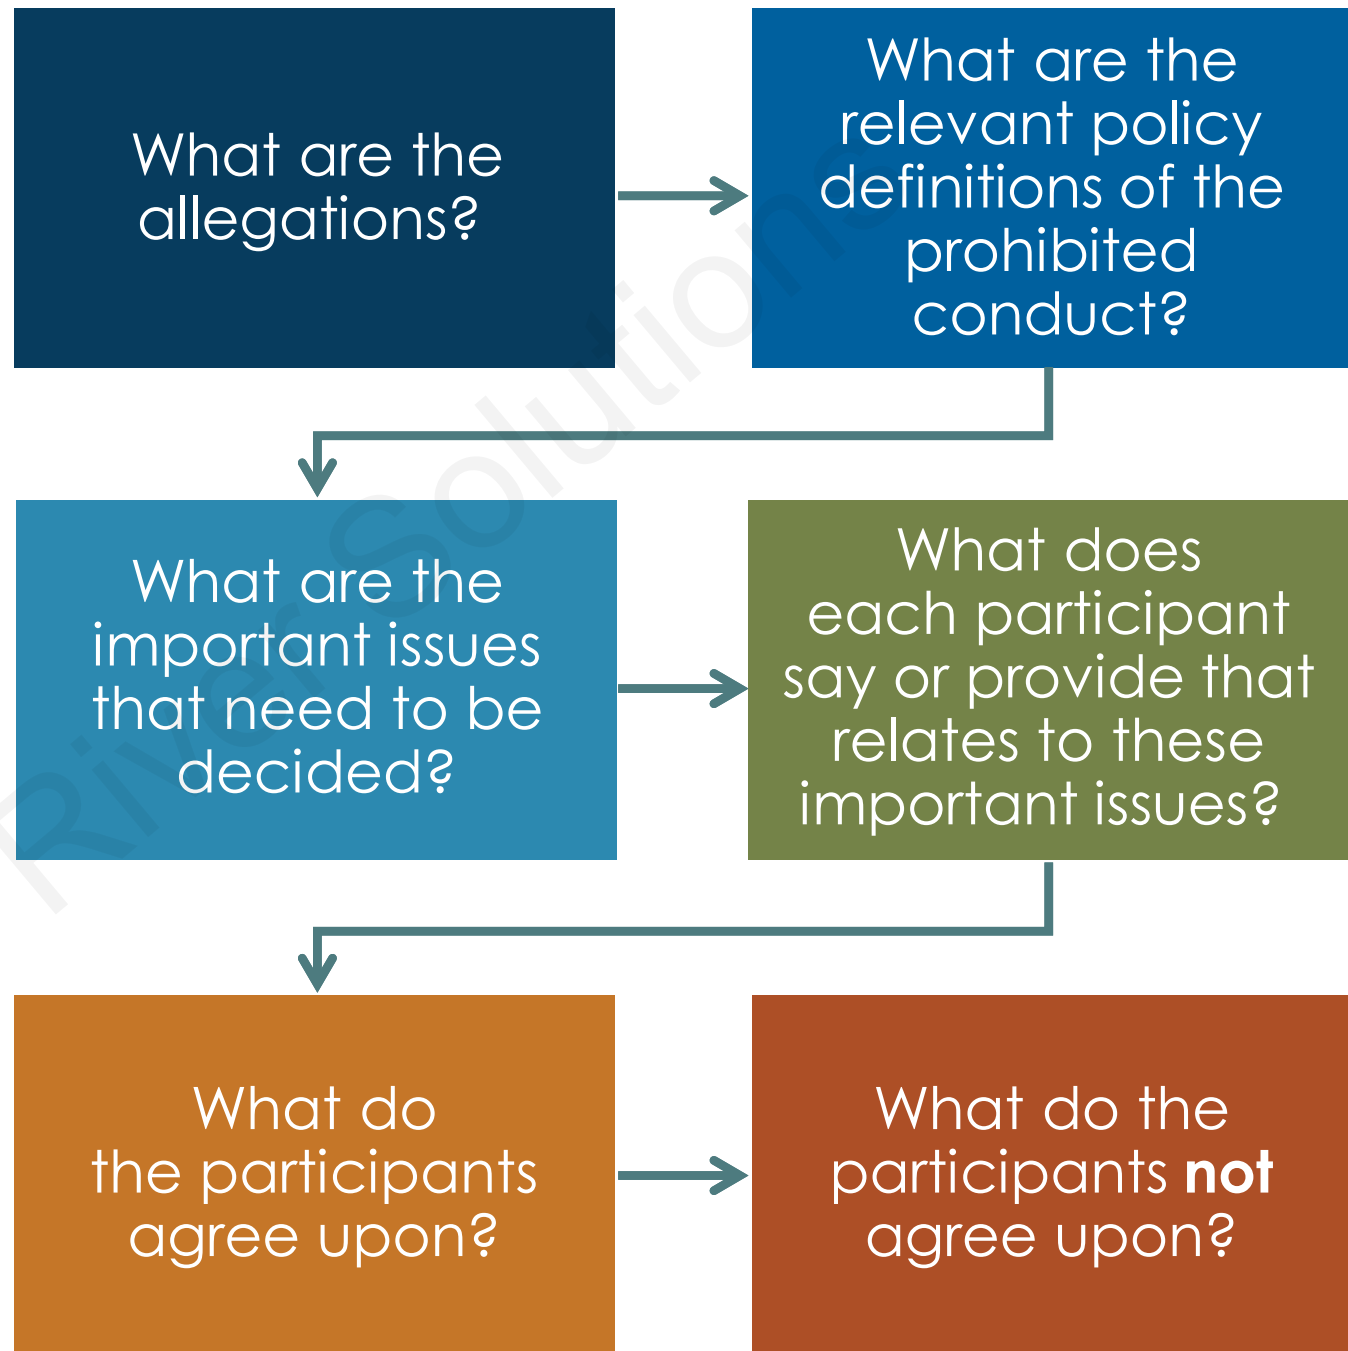 What are the
allegations?
What are the
relevant policy
definitions of the
prohibited
conduct?
What are the
important issues
that need to be
decided?
What does
each participant
say or provide that
relates to these
important issues?
What do
the participants
agree upon?
What do the
participants not
agree upon?
River Solutions